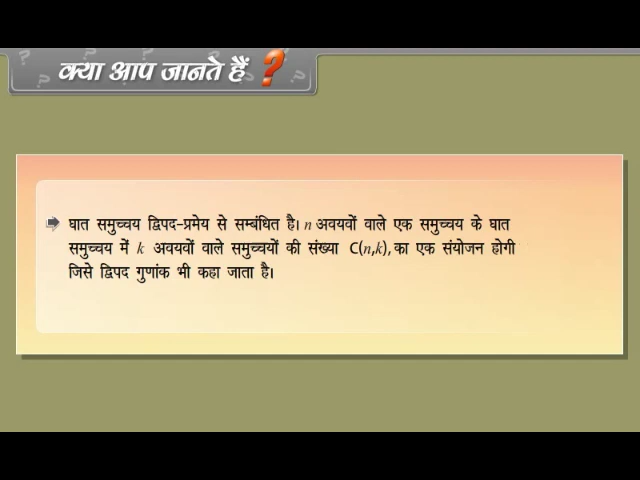 क्या आप जानते हैं ?
घात समुच्चय द्विपद-प्रमेय से सम्बंधित है। n अवयवों वाले एक समुच्चय के घात
समुच्चय में k अवयवों वाले समुच्चयों की संख्या C(n,k), का एक संयोजन होगी
जिसे द्विपद गुणांक भी कहा जाता है।